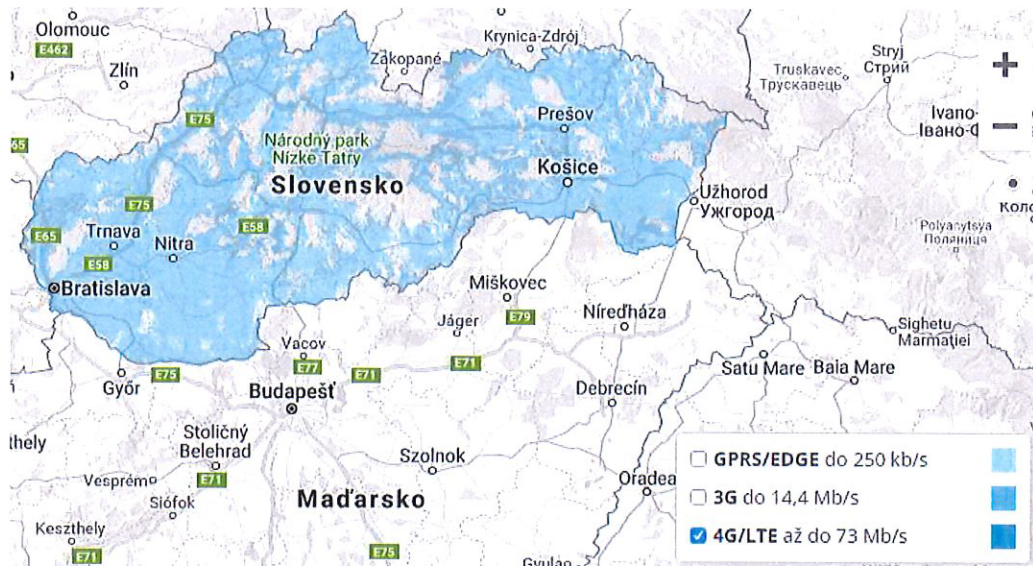 Olomouc
E462
Zlín
Krynica-Zdrój
Zakopané
Stryj
Стрий
Truskavec
Трускавець
Ivano-
Івано-Ф
E75
65
Prešov
Národný park
Nízke Tatry
Košice
Slovensko
Užhorod
Ужгород
Коло
E75
E65
Trnava
E58
Nitra
E58
Polyanytsya
Поляниця
Bratislava
Miškovec
E79
Níreďháza
Jáger
Sighetu
Marmației
Vacov
E77
E71
E71
Győr
E75
Satu Mare
Baia Mare
Budapešť
Debrecín
Stoličný
Belehrad
E71
thely
Szolnok
Vesprém
Oradea
Siófok
Maďarsko
Keszthely
E71
E75
Gyulao
GPRS/EDGE do 250 kb/s
3G do 14,4 Mb/s
4G/LTE až do 73 Mb/s